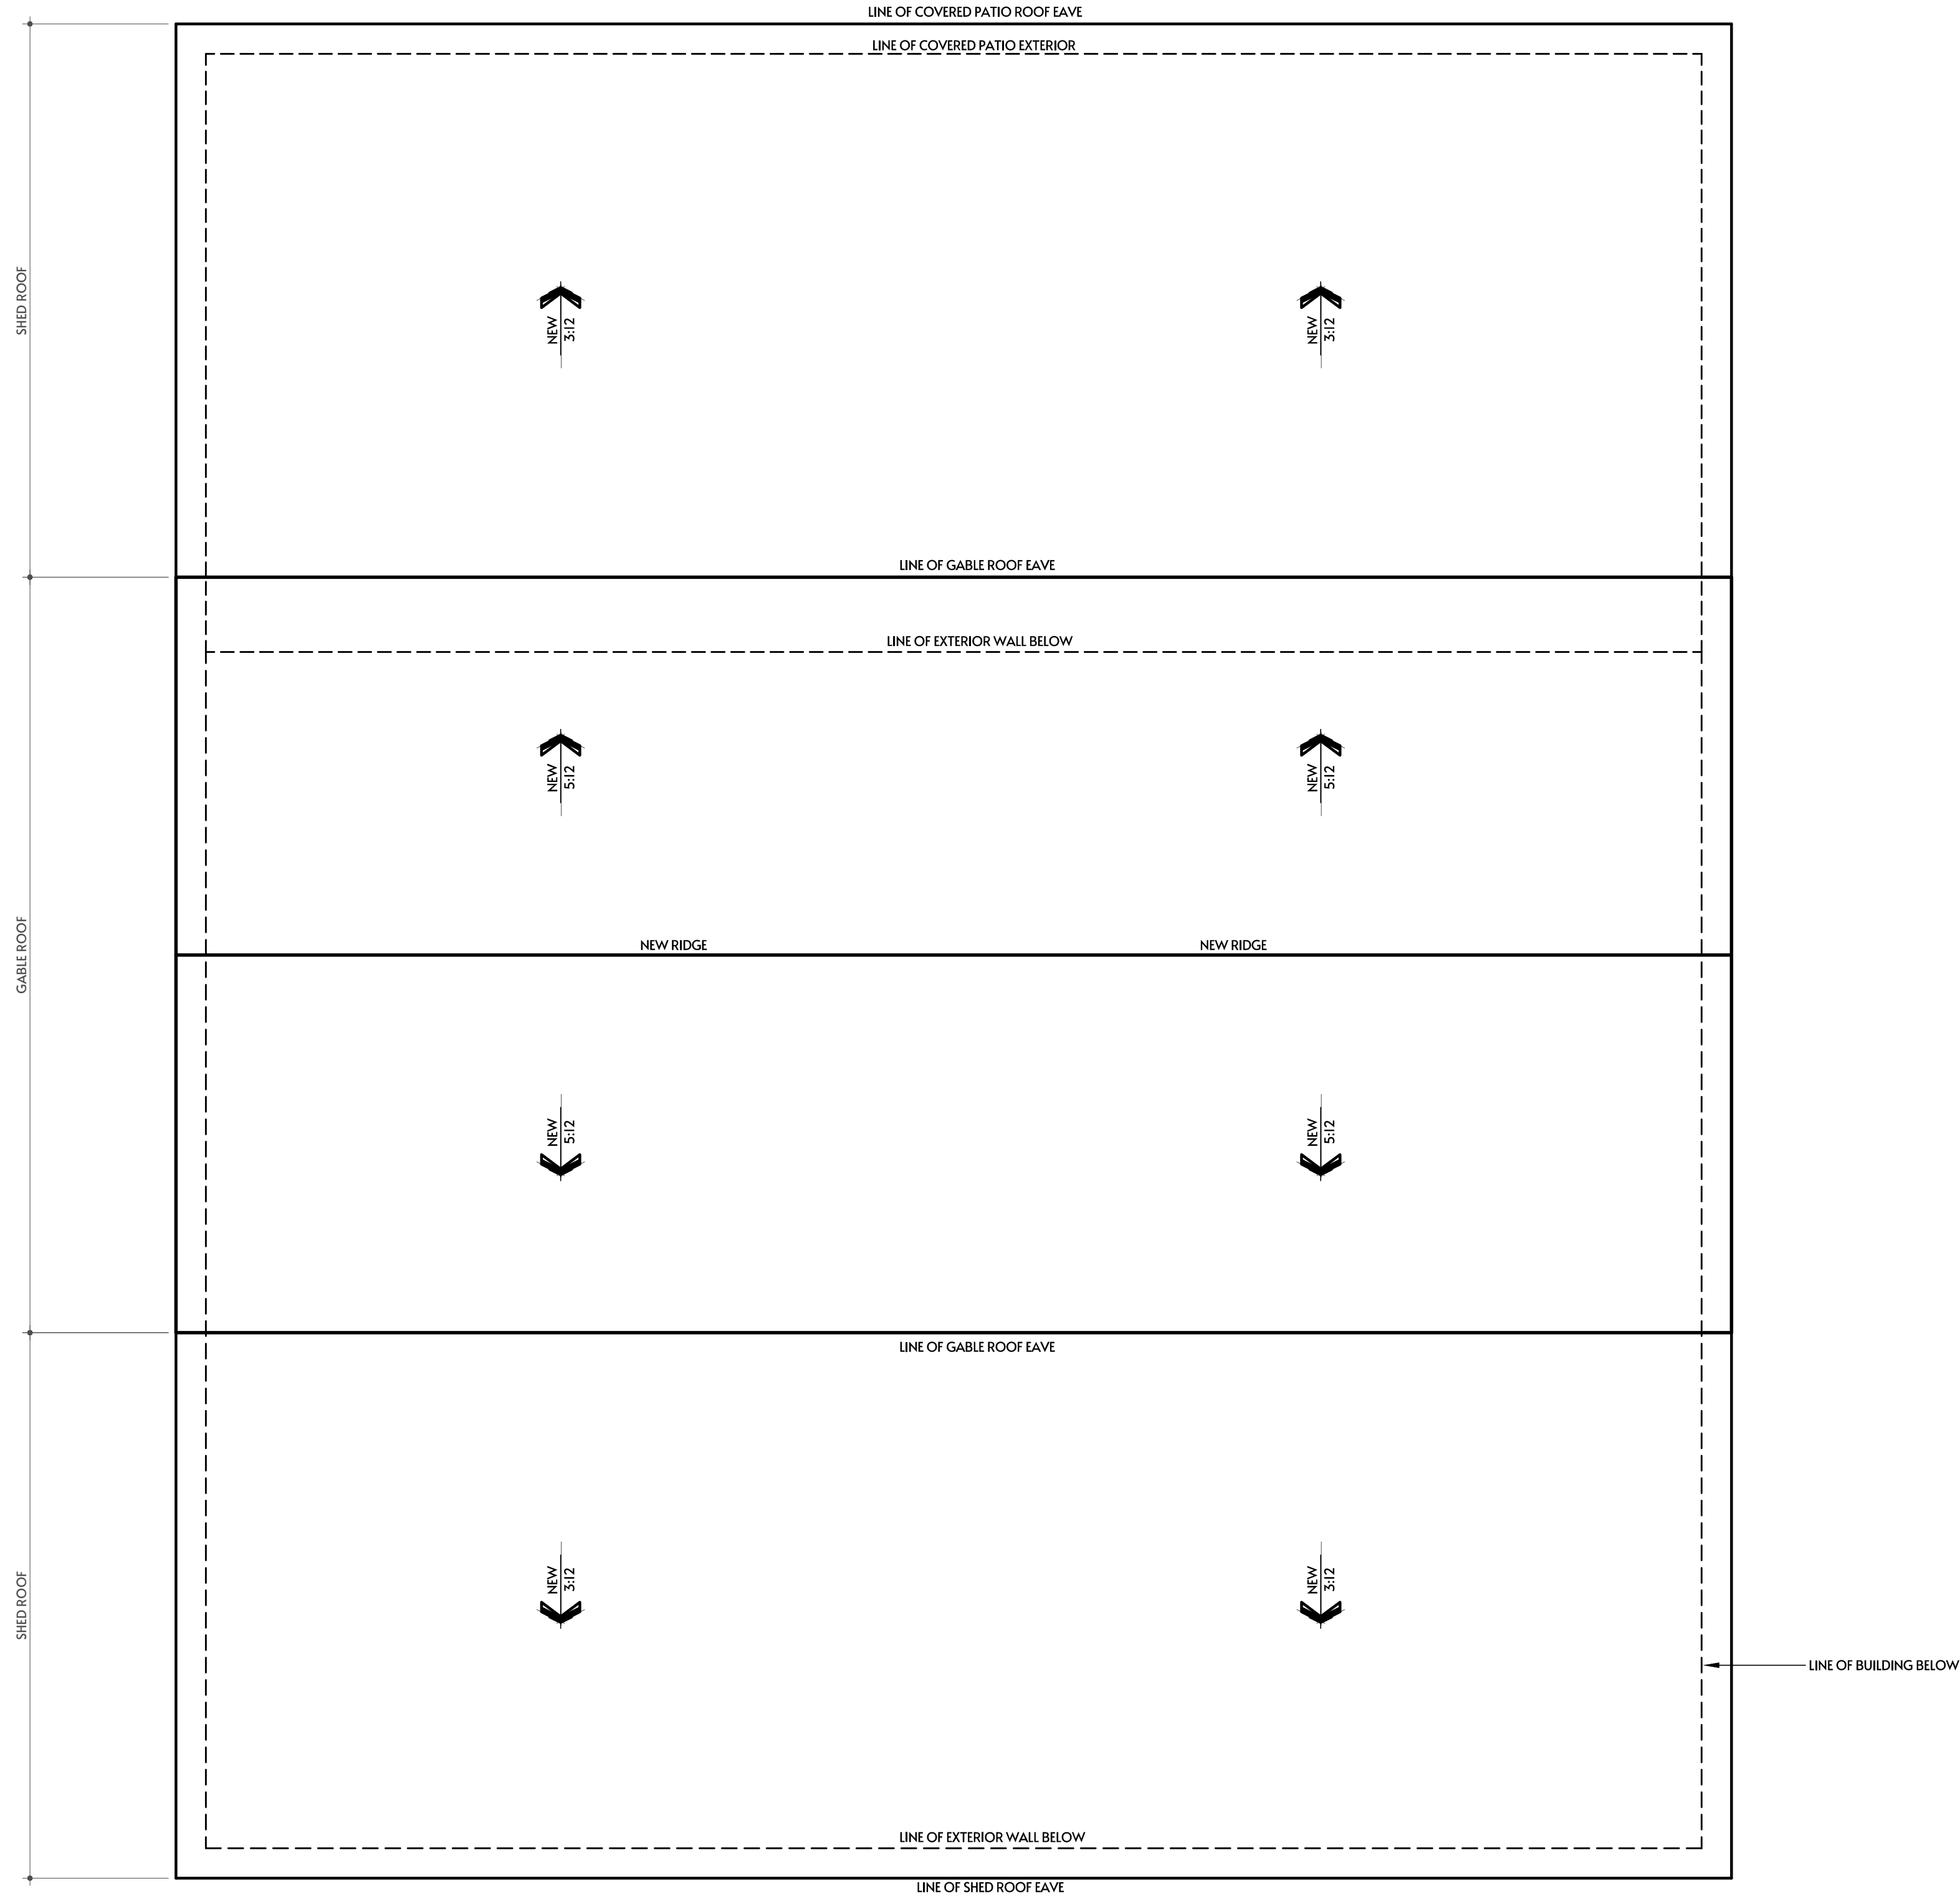 LINE OF COVERED PATIO ROOF EAVE
LINE OF COVERED PATIO EXTERIOR
SHED ROOF
NEW
3:12
NEW
3:12
LINE OF GABLE ROOF EAVE
LINE OF EXTERIOR WALL BELOW
NEW
5:12
NEW
5:12
GABLE ROOF
NEW RIDGE
NEW RIDGE
NEW
5:12
NEW
5:12
LINE OF GABLE ROOF EAVE
SHED ROOF
NEW
3:12
NEW
3:12
LINE OF BUILDING BELOW
LINE OF EXTERIOR WALL BELOW
LINE OF SHED ROOF EAVE